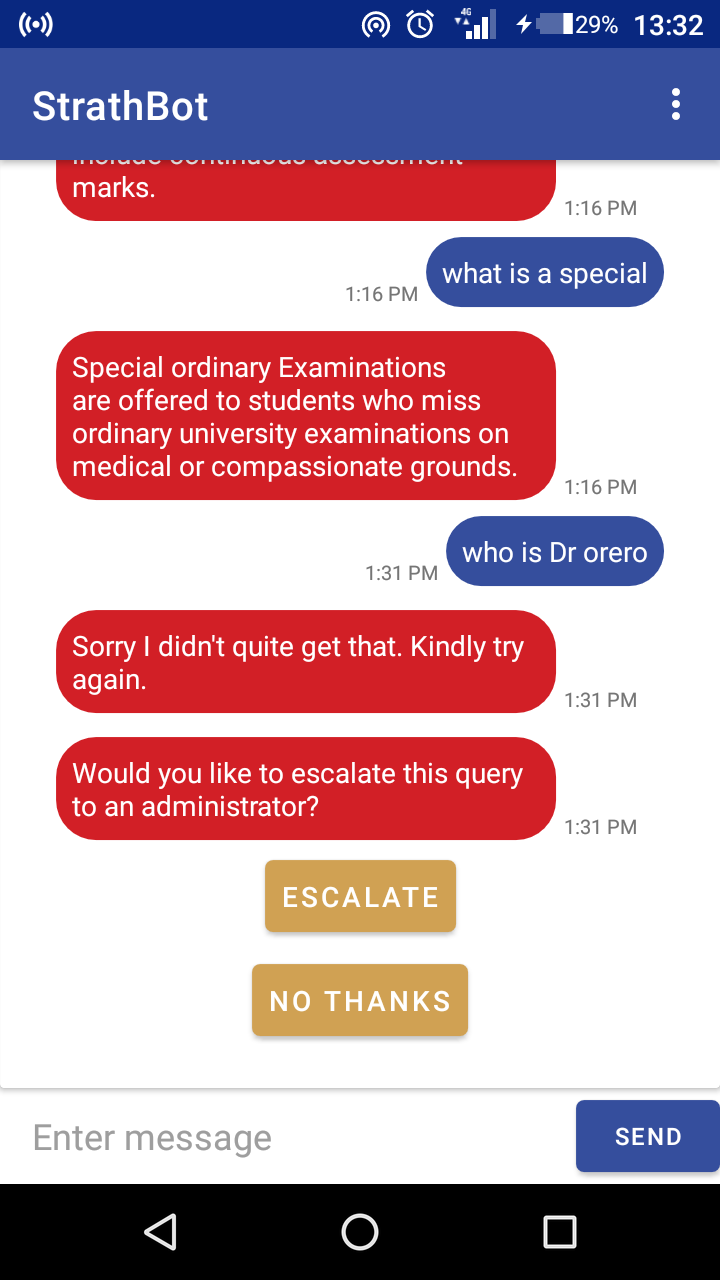 4G
29% 13:32
StrathBot
include continuous assessment
marks.
1:16 PM
what is a special
1:16 PM
Special ordinary Examinations
are offered to students who miss
ordinary university examinations on
medical or compassionate grounds.
1:16 PM
who is Dr orero
1:31 PM
Sorry I didn't quite get that. Kindly try
again.
1:31 PM
Would you like to escalate this query
to an administrator?
1:31 PM
ESCALATE
NO THANKS
Enter message
SEND